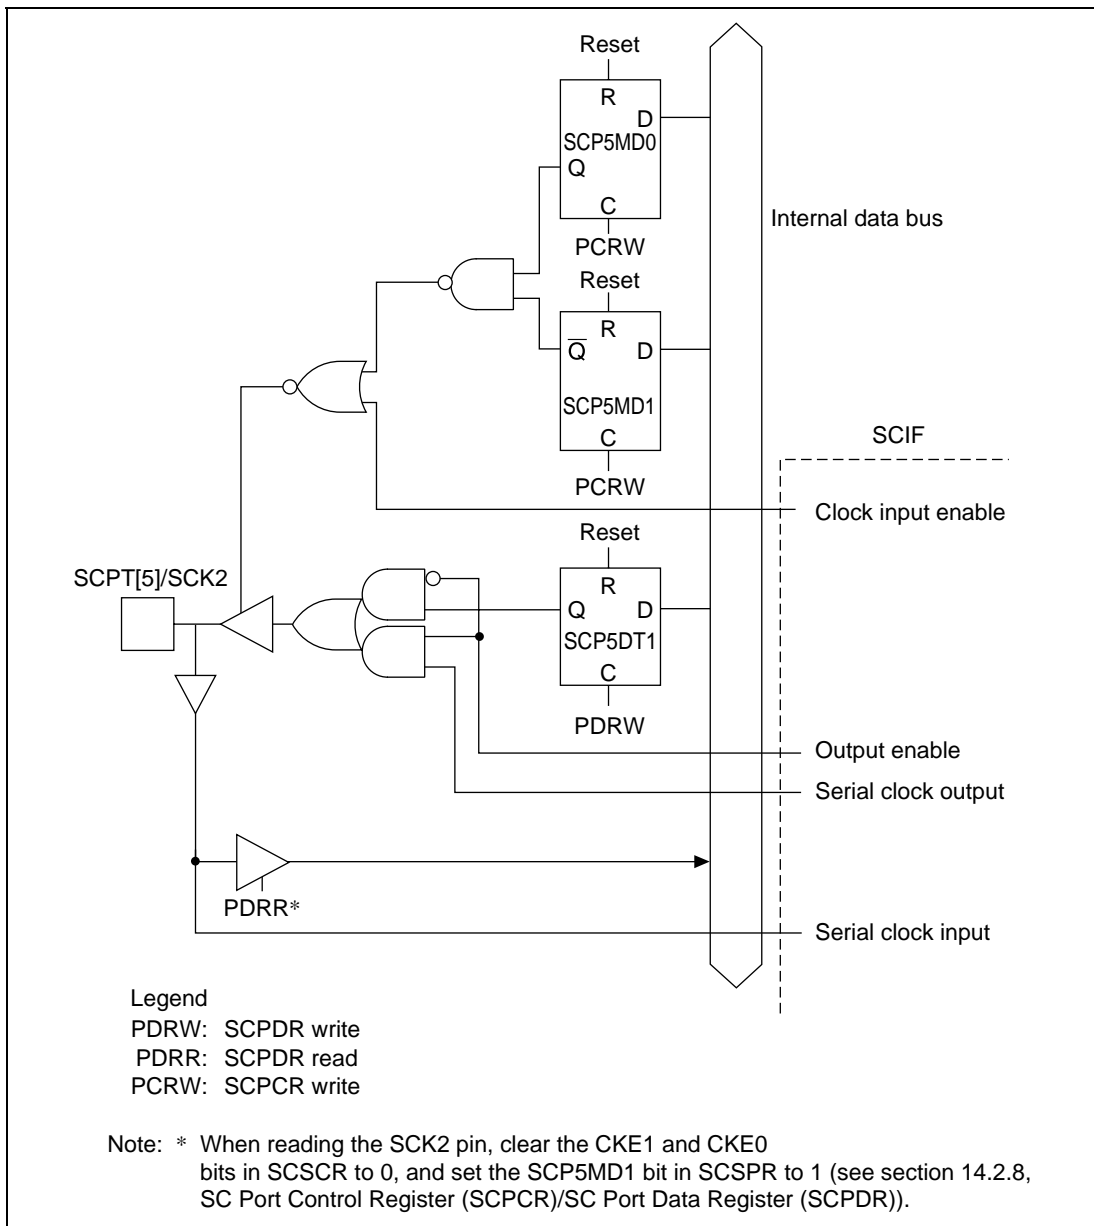 Reset
R
D
SCP5MD0
Q
C
PCRW
Internal data bus
Reset
R
Q D
SCP5MD1
C
PCRW
SCIF
Clock input enable
Reset
SCPT[5]/SCK2
R
Q D
SCP5DT1
C
PDRW
Output enable
Serial clock output
PDRR*
Serial clock input
Legend
PDRW: SCPDR write
PDRR: SCPDR read
PCRW: SCPCR write
Note: * When reading the SCK2 pin, clear the CKE1 and CKE0
bits in SCSCR to 0, and set the SCP5MD1 bit in SCSPR to 1 (see section 14.2.8,
SC Port Control Register (SCPCR)/SC Port Data Register (SCPDR)).